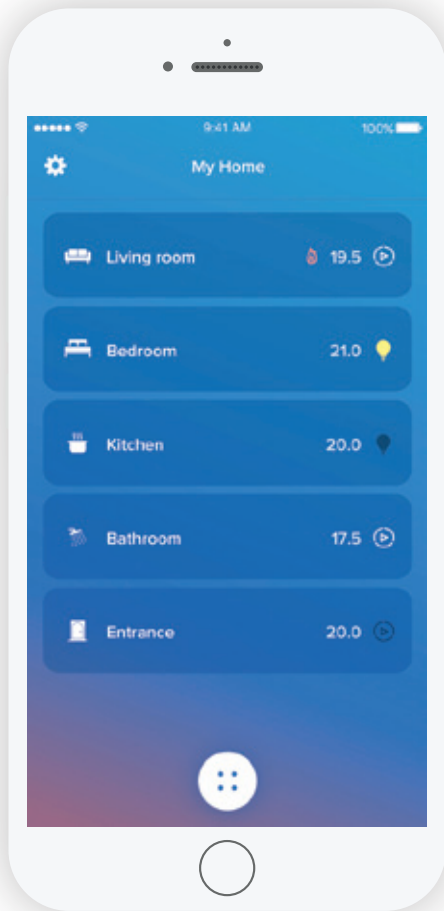 9:41 AM
100%
My Home
Living room 19.5
Bedroom 21.0
Kitchen 20.0
Bathroom 17.5
Entrance 20.0